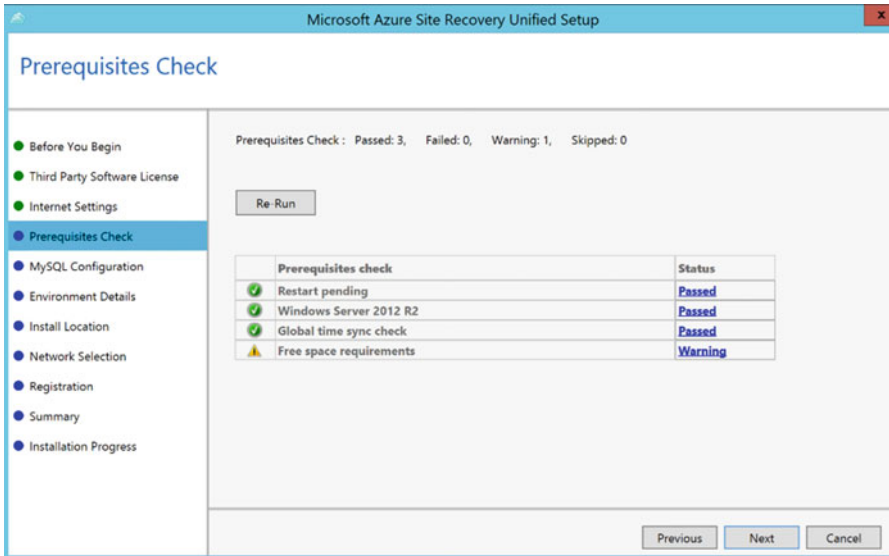 Microsoft Azure Site Recovery Unified Setup
x
Prerequisites Check
Before You Begin
Third Party Software License
Internet Settings
Prerequisites Check
MySQL Configuration
Environment Details
Install Location
Network Selection
Registration
Summary
Installation Progress
Prerequisites Check : Passed: 3, Failed: 0, Warning: 1, Skipped: 0
Re-Run
Prerequisites check Status
Restart pending Passed
Windows Server 2012 R2 Passed
Global time sync check Passed
Free space requirements Warning
Previous Next Cancel